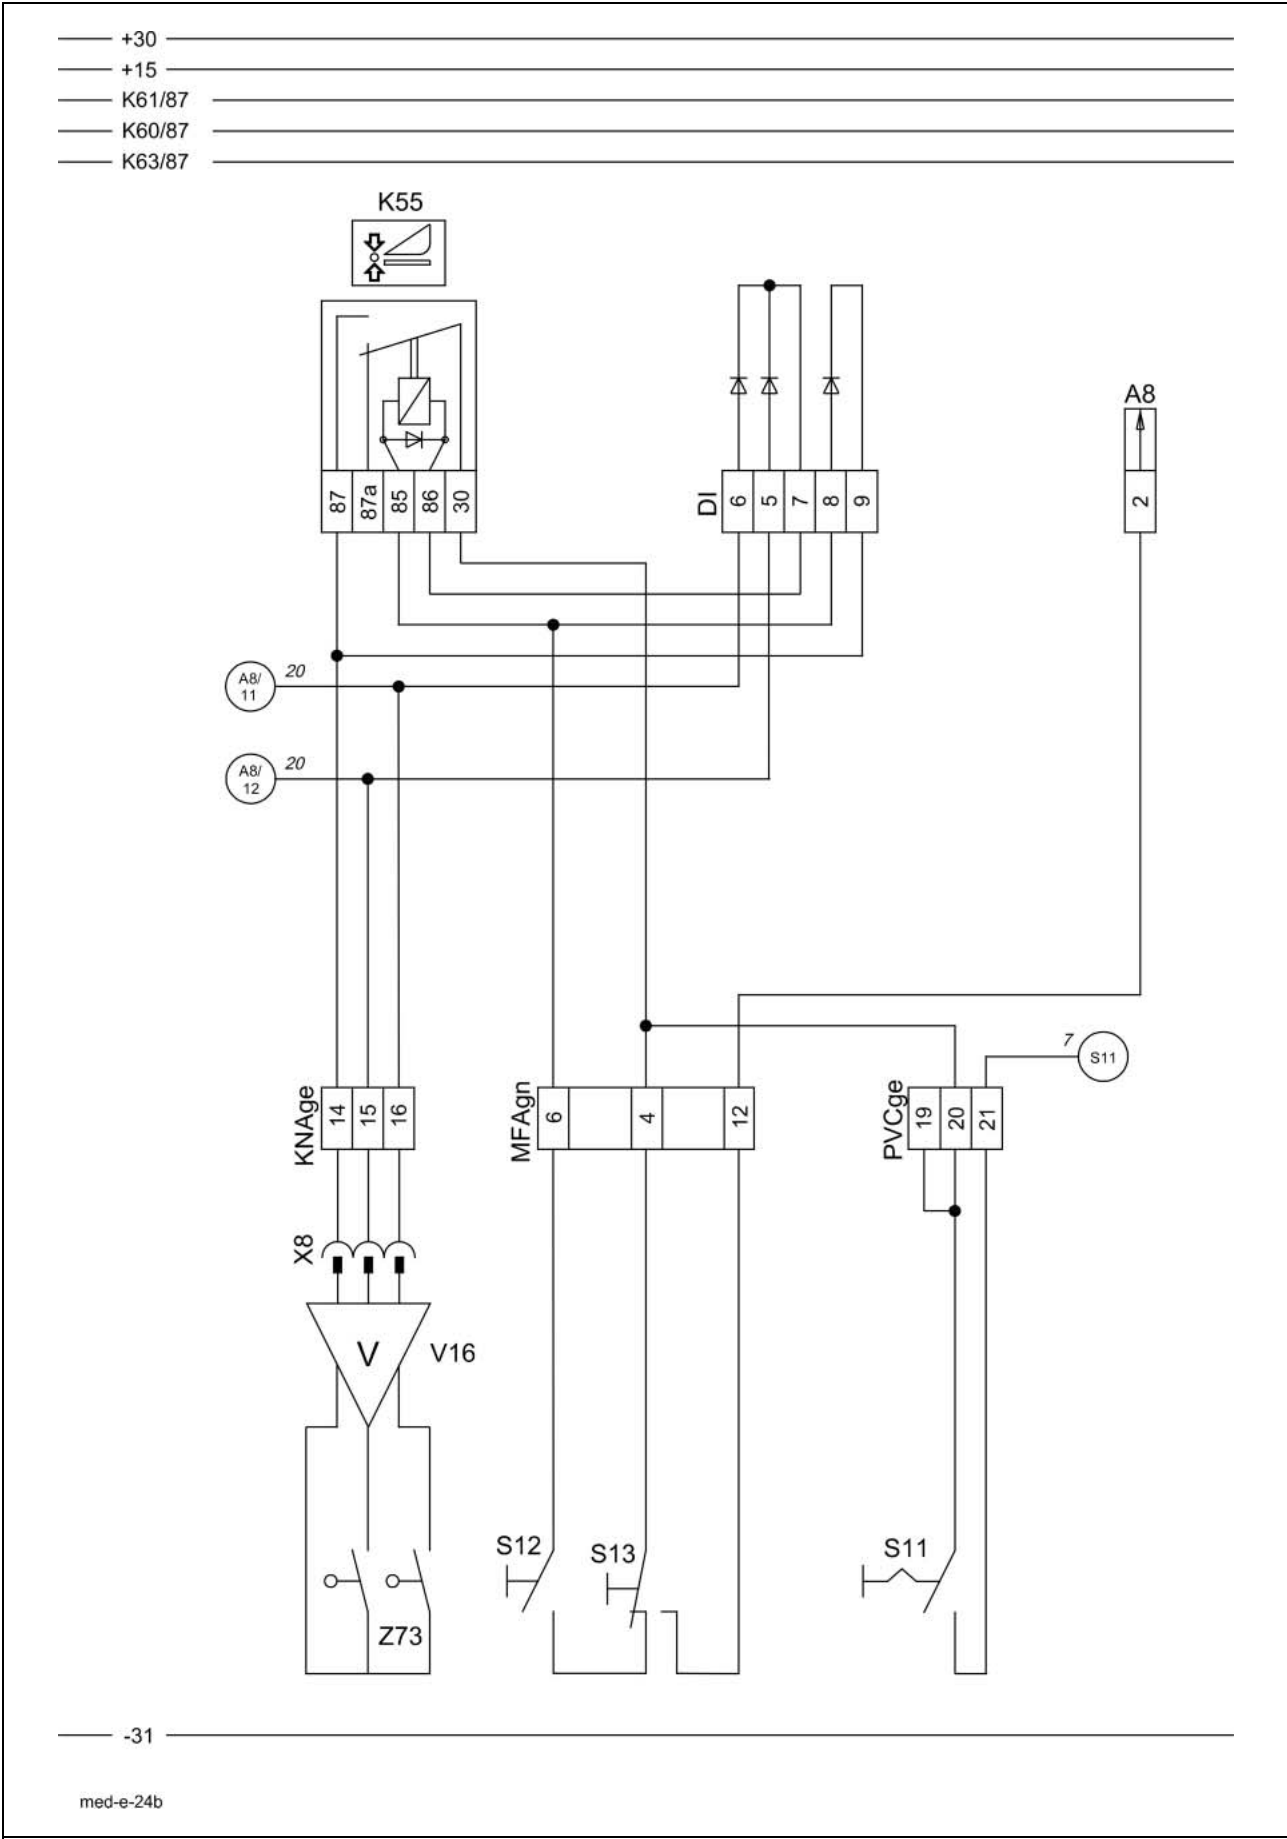 +30
+15
K61/87
K60/87
K63/87
K55
A8
87
87a
85
86
30
DI
6
5
7
8
9
2
A8/
11
20
A8/
12
20
7
S11
KNAge
14
15
16
MFAgn
6
4
12
PVCge
19
20
21
X8
V
V16
S12
S13
S11
Z73
-31
med-e-24b